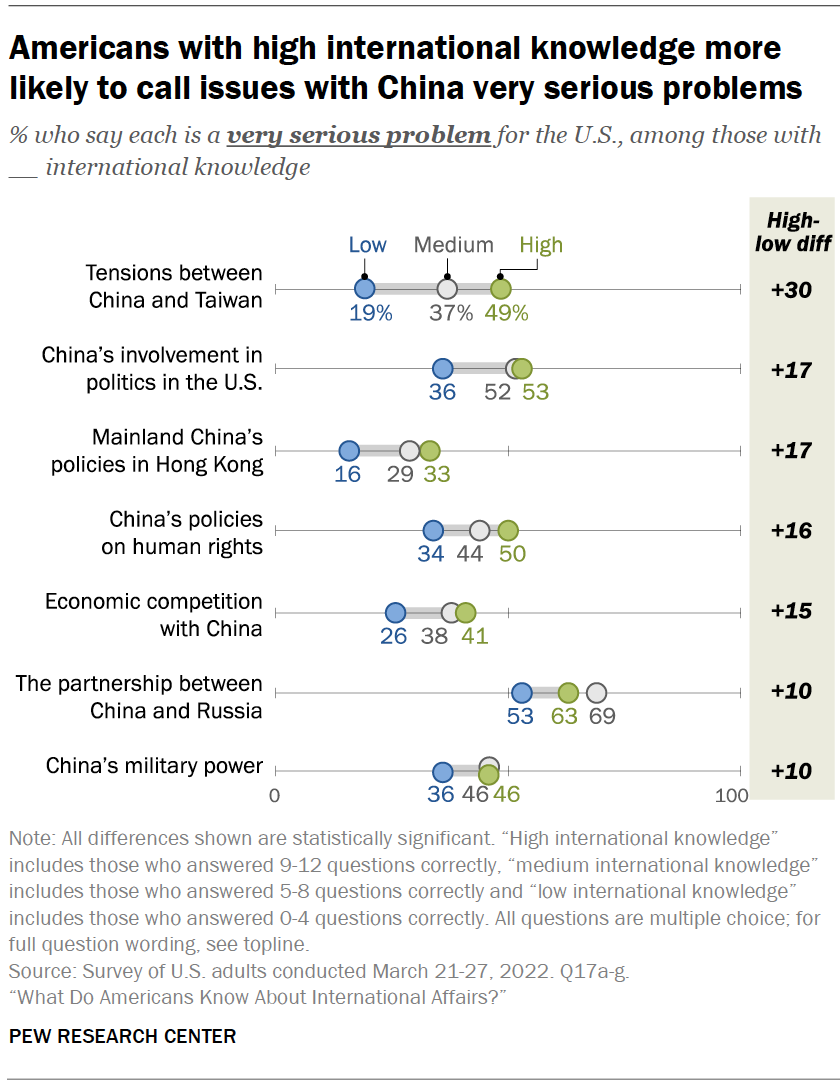 Americans with high international knowledge more
likely to call issues with China very serious problems
% who say each is a very serious problem for the U.S., among those with
__ international knowledge
High-
low diff
Low Medium High
Tensions between
China and Taiwan
19% 37% 49%
+30
China's involvement in
politics in the U.S.
36 52 53
+17
Mainland China's
policies in Hong Kong
16 29 33
+17
China's policies
on human rights
34 44 50
+16
Economic competition
with China
26 38 41
+15
The partnership between
China and Russia
53 63 69
+10
China's military power
36 46 46
+10
0 100
Note: All differences shown are statistically significant. “High international knowledge”
includes those who answered 9-12 questions correctly, “medium international knowledge”
includes those who answered 5-8 questions correctly and “low international knowledge”
includes those who answered 0-4 questions correctly. All questions are multiple choice; for
full question wording, see topline.
Source: Survey of U.S. adults conducted March 21-27, 2022. Q17a-g.
“What Do Americans Know About International Affairs?”
PEW RESEARCH CENTER